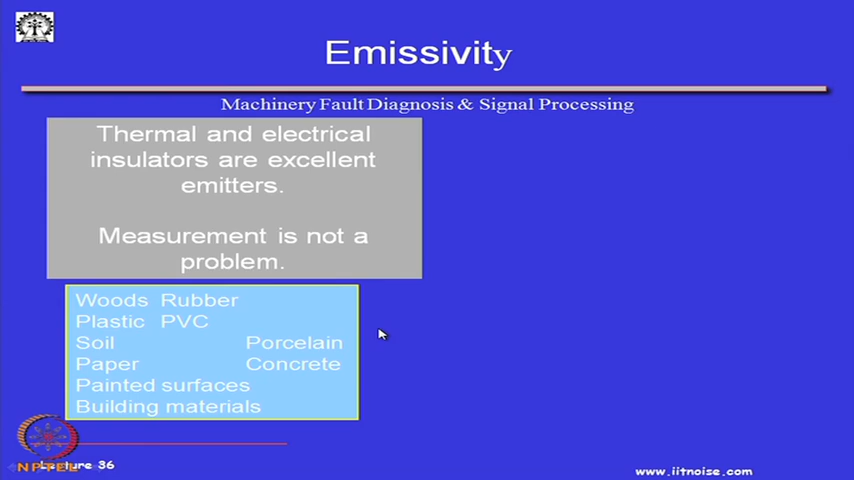 Emissivity
Machinery Fault Diagnosis & Signal Processing
Thermal and electrical
insulators are excellent
emitters.
Measurement is not a
problem.
Woods Rubber
Plastic PVC
Soil Porcelain
Paper Concrete
Painted surfaces
Building materials
NPTEL
Lecture 36
www.iitnoise.com